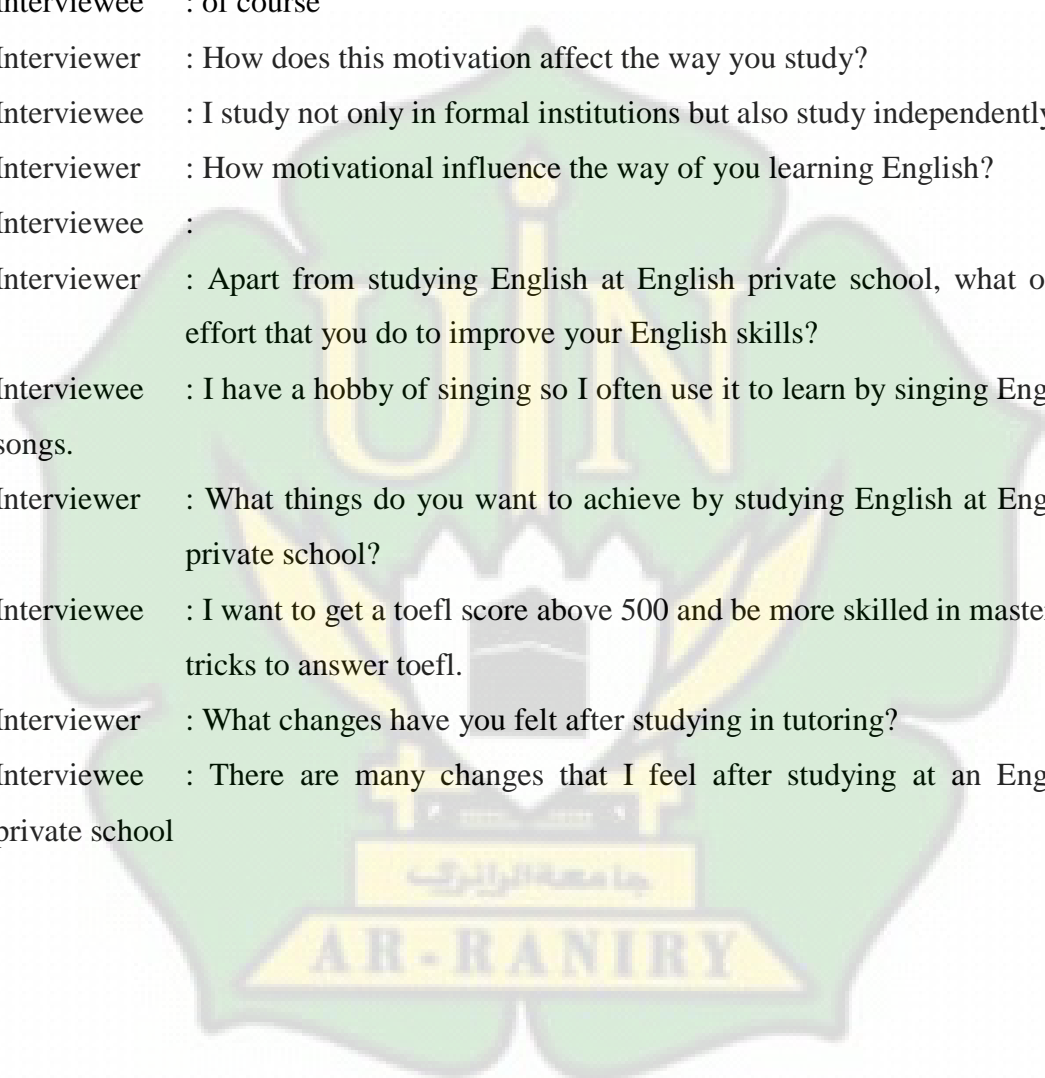 Interviewee : of course
Interviewer : How does this motivation affect the way you study?
Interviewee : I study not only in formal institutions but also study independently
Interviewer : How motivational influence the way of you learning English?
Interviewee :
Interviewer : Apart from studying English at English private school, what o
effort that you do to improve your English skills?
Interviewee : I have a hobby of singing so I often use it to learn by singing Eng
songs.
Interviewer : What things do you want to achieve by studying English at Eng
private school?
Interviewee : I want to get a toefl score above 500 and be more skilled in master
tricks to answer toefl.
Interviewer : What changes have you felt after studying in tutoring?
Interviewee : There are many changes that I feel after studying at an Eng
private school
UIN
جامعة الرانري
AR-RANIRY